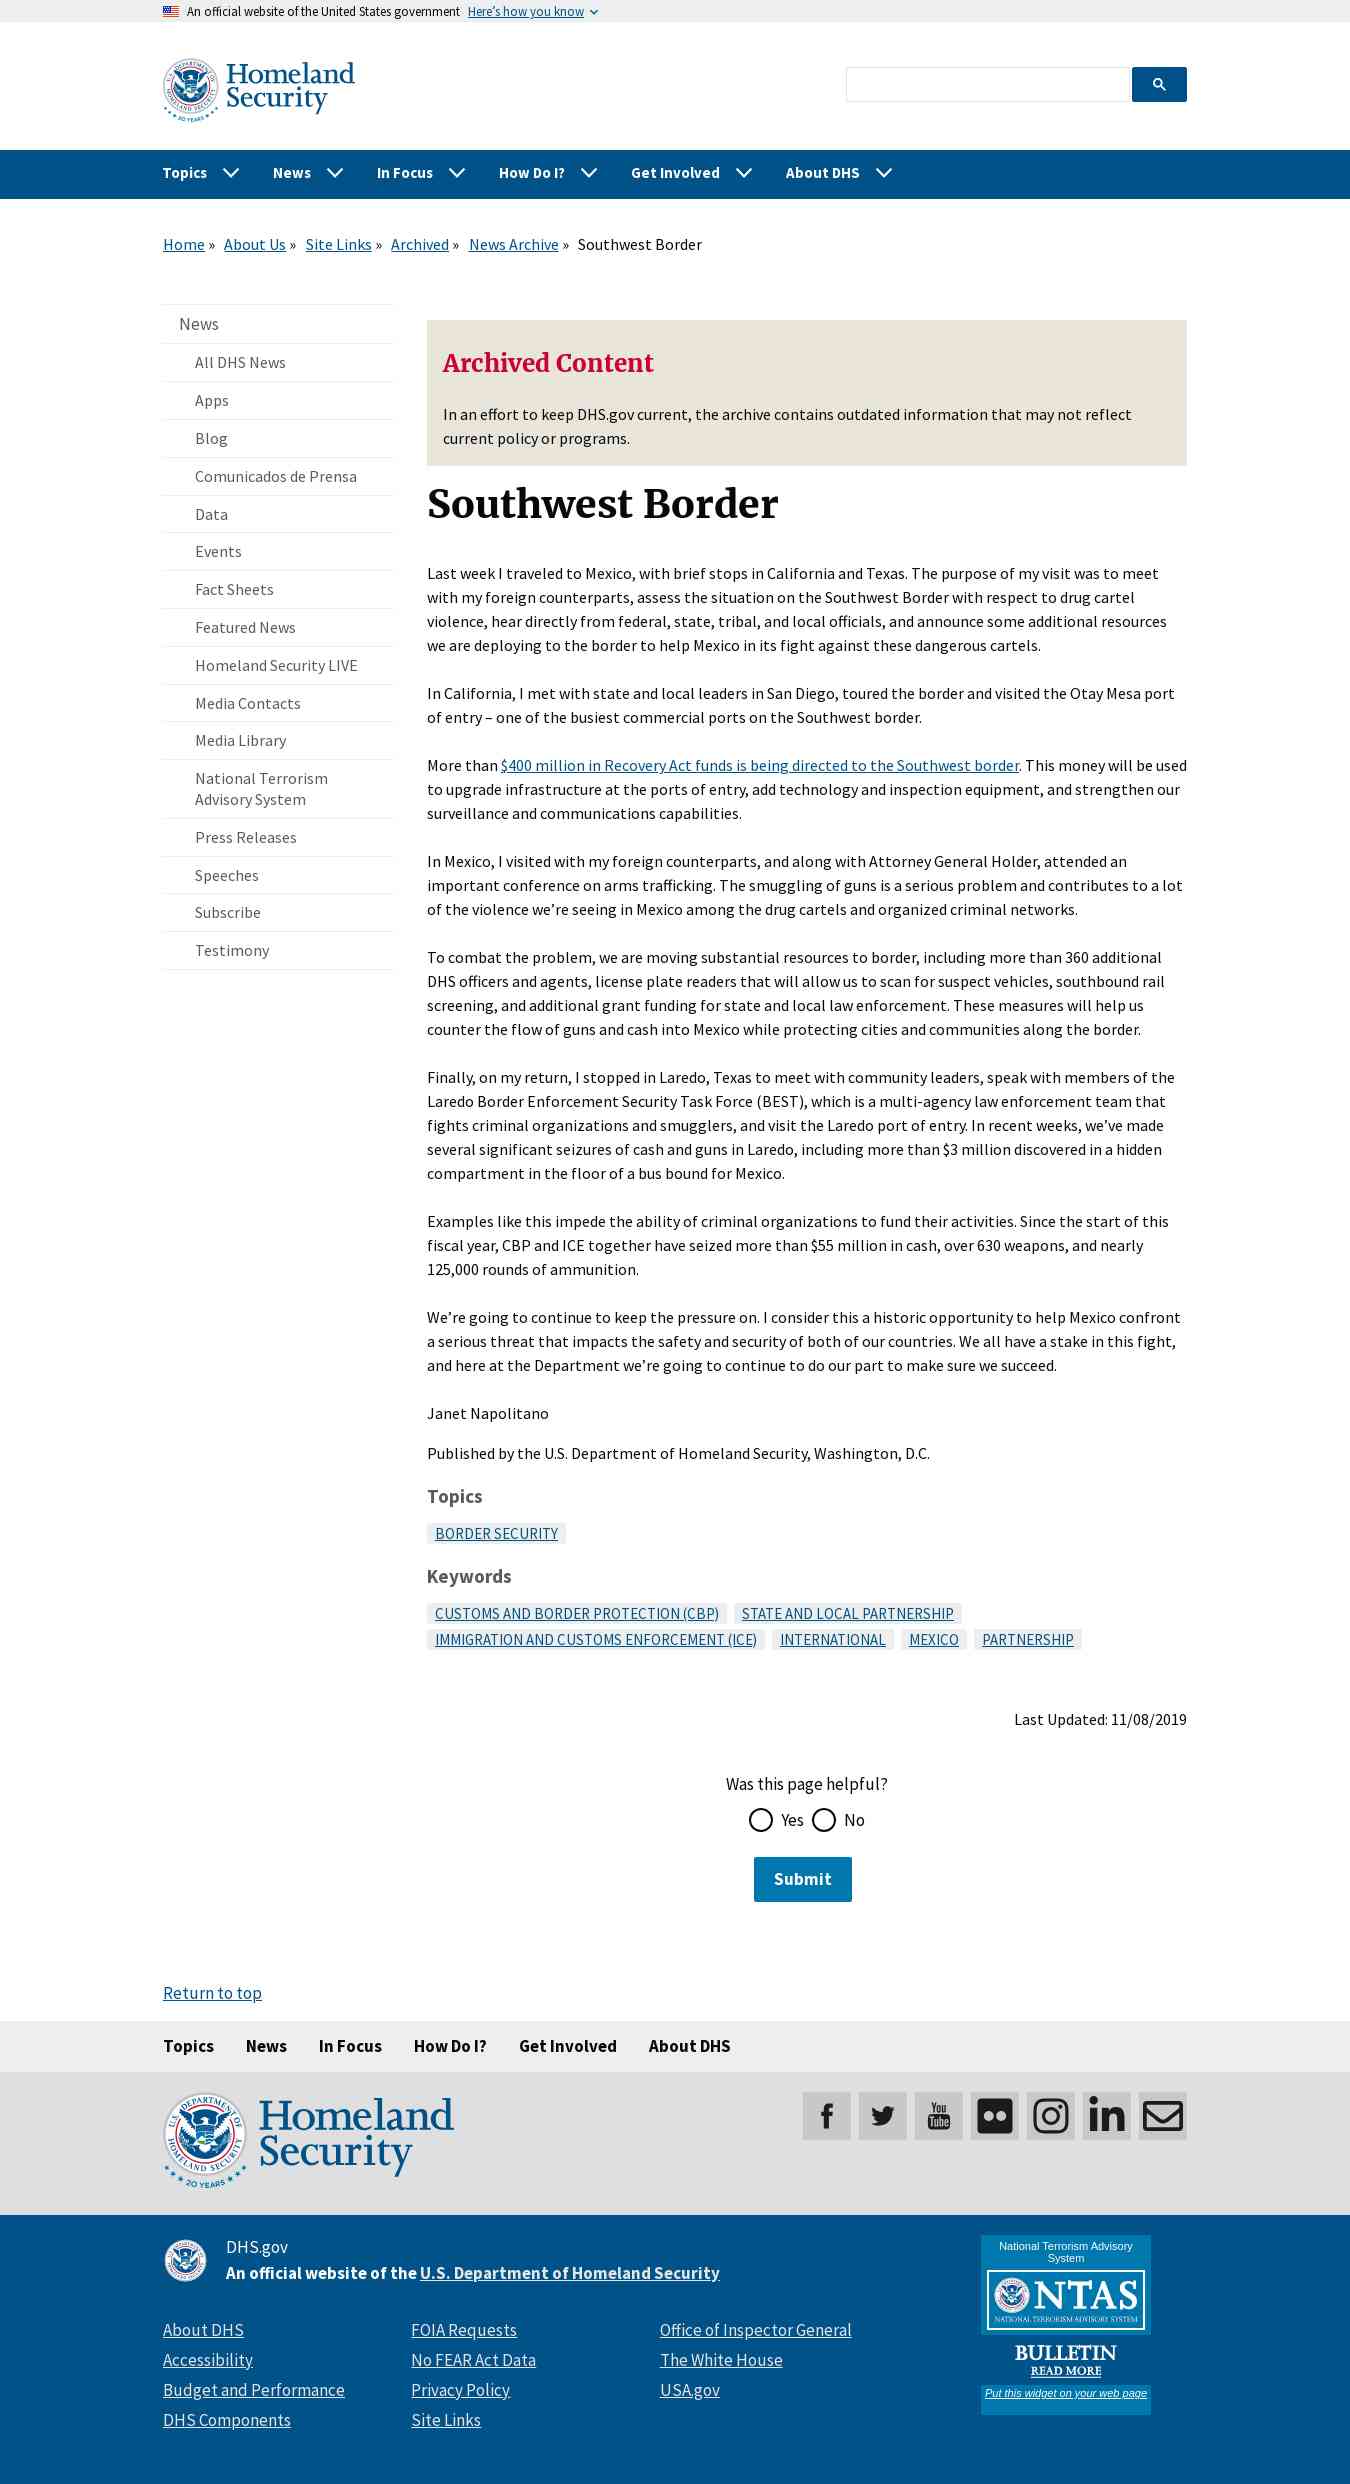 An official website of the United States government Here's how you know
U.S. DEPARTMENT OF HOMELAND SECURITY
20 YEARS
Homeland
Security
Topics News In Focus How Do I? Get Involved About DHS
Home » About Us » Site Links » Archived » News Archive » Southwest Border
News
All DHS News
Apps
Blog
Comunicados de Prensa
Data
Events
Fact Sheets
Featured News
Homeland Security LIVE
Media Contacts
Media Library
National Terrorism
Advisory System
Press Releases
Speeches
Subscribe
Testimony
Archived Content
In an effort to keep DHS.gov current, the archive contains outdated information that may not reflect
current policy or programs.
Southwest Border
Last week I traveled to Mexico, with brief stops in California and Texas. The purpose of my visit was to meet
with my foreign counterparts, assess the situation on the Southwest Border with respect to drug cartel
violence, hear directly from federal, state, tribal, and local officials, and announce some additional resources
we are deploying to the border to help Mexico in its fight against these dangerous cartels.
In California, I met with state and local leaders in San Diego, toured the border and visited the Otay Mesa port
of entry – one of the busiest commercial ports on the Southwest border.
More than $400 million in Recovery Act funds is being directed to the Southwest border. This money will be used
to upgrade infrastructure at the ports of entry, add technology and inspection equipment, and strengthen our
surveillance and communications capabilities.
In Mexico, I visited with my foreign counterparts, and along with Attorney General Holder, attended an
important conference on arms trafficking. The smuggling of guns is a serious problem and contributes to a lot
of the violence we're seeing in Mexico among the drug cartels and organized criminal networks.
To combat the problem, we are moving substantial resources to border, including more than 360 additional
DHS officers and agents, license plate readers that will allow us to scan for suspect vehicles, southbound rail
screening, and additional grant funding for state and local law enforcement. These measures will help us
counter the flow of guns and cash into Mexico while protecting cities and communities along the border.
Finally, on my return, I stopped in Laredo, Texas to meet with community leaders, speak with members of the
Laredo Border Enforcement Security Task Force (BEST), which is a multi-agency law enforcement team that
fights criminal organizations and smugglers, and visit the Laredo port of entry. In recent weeks, we've made
several significant seizures of cash and guns in Laredo, including more than $3 million discovered in a hidden
compartment in the floor of a bus bound for Mexico.
Examples like this impede the ability of criminal organizations to fund their activities. Since the start of this
fiscal year, CBP and ICE together have seized more than $55 million in cash, over 630 weapons, and nearly
125,000 rounds of ammunition.
We're going to continue to keep the pressure on. I consider this a historic opportunity to help Mexico confront
a serious threat that impacts the safety and security of both of our countries. We all have a stake in this fight,
and here at the Department we're going to continue to do our part to make sure we succeed.
Janet Napolitano
Published by the U.S. Department of Homeland Security, Washington, D.C.
Topics
BORDER SECURITY
Keywords
CUSTOMS AND BORDER PROTECTION (CBP) STATE AND LOCAL PARTNERSHIP
IMMIGRATION AND CUSTOMS ENFORCEMENT (ICE) INTERNATIONAL MEXICO PARTNERSHIP
Last Updated: 11/08/2019
Was this page helpful?
Yes No
Submit
Return to top
Topics News In Focus How Do I? Get Involved About DHS
U.S. DEPARTMENT OF HOMELAND SECURITY
20 YEARS
Homeland
Security
You
Tube
in
DHS.gov
An official website of the U.S. Department of Homeland Security
About DHS
Accessibility
Budget and Performance
DHS Components
FOIA Requests
No FEAR Act Data
Privacy Policy
Site Links
Office of Inspector General
The White House
USA.gov
National Terrorism Advisory
System
NTAS
NATIONAL TERRORISM ADVISORY SYSTEM
BULLETIN
READ MORE
Put this widget on your web page